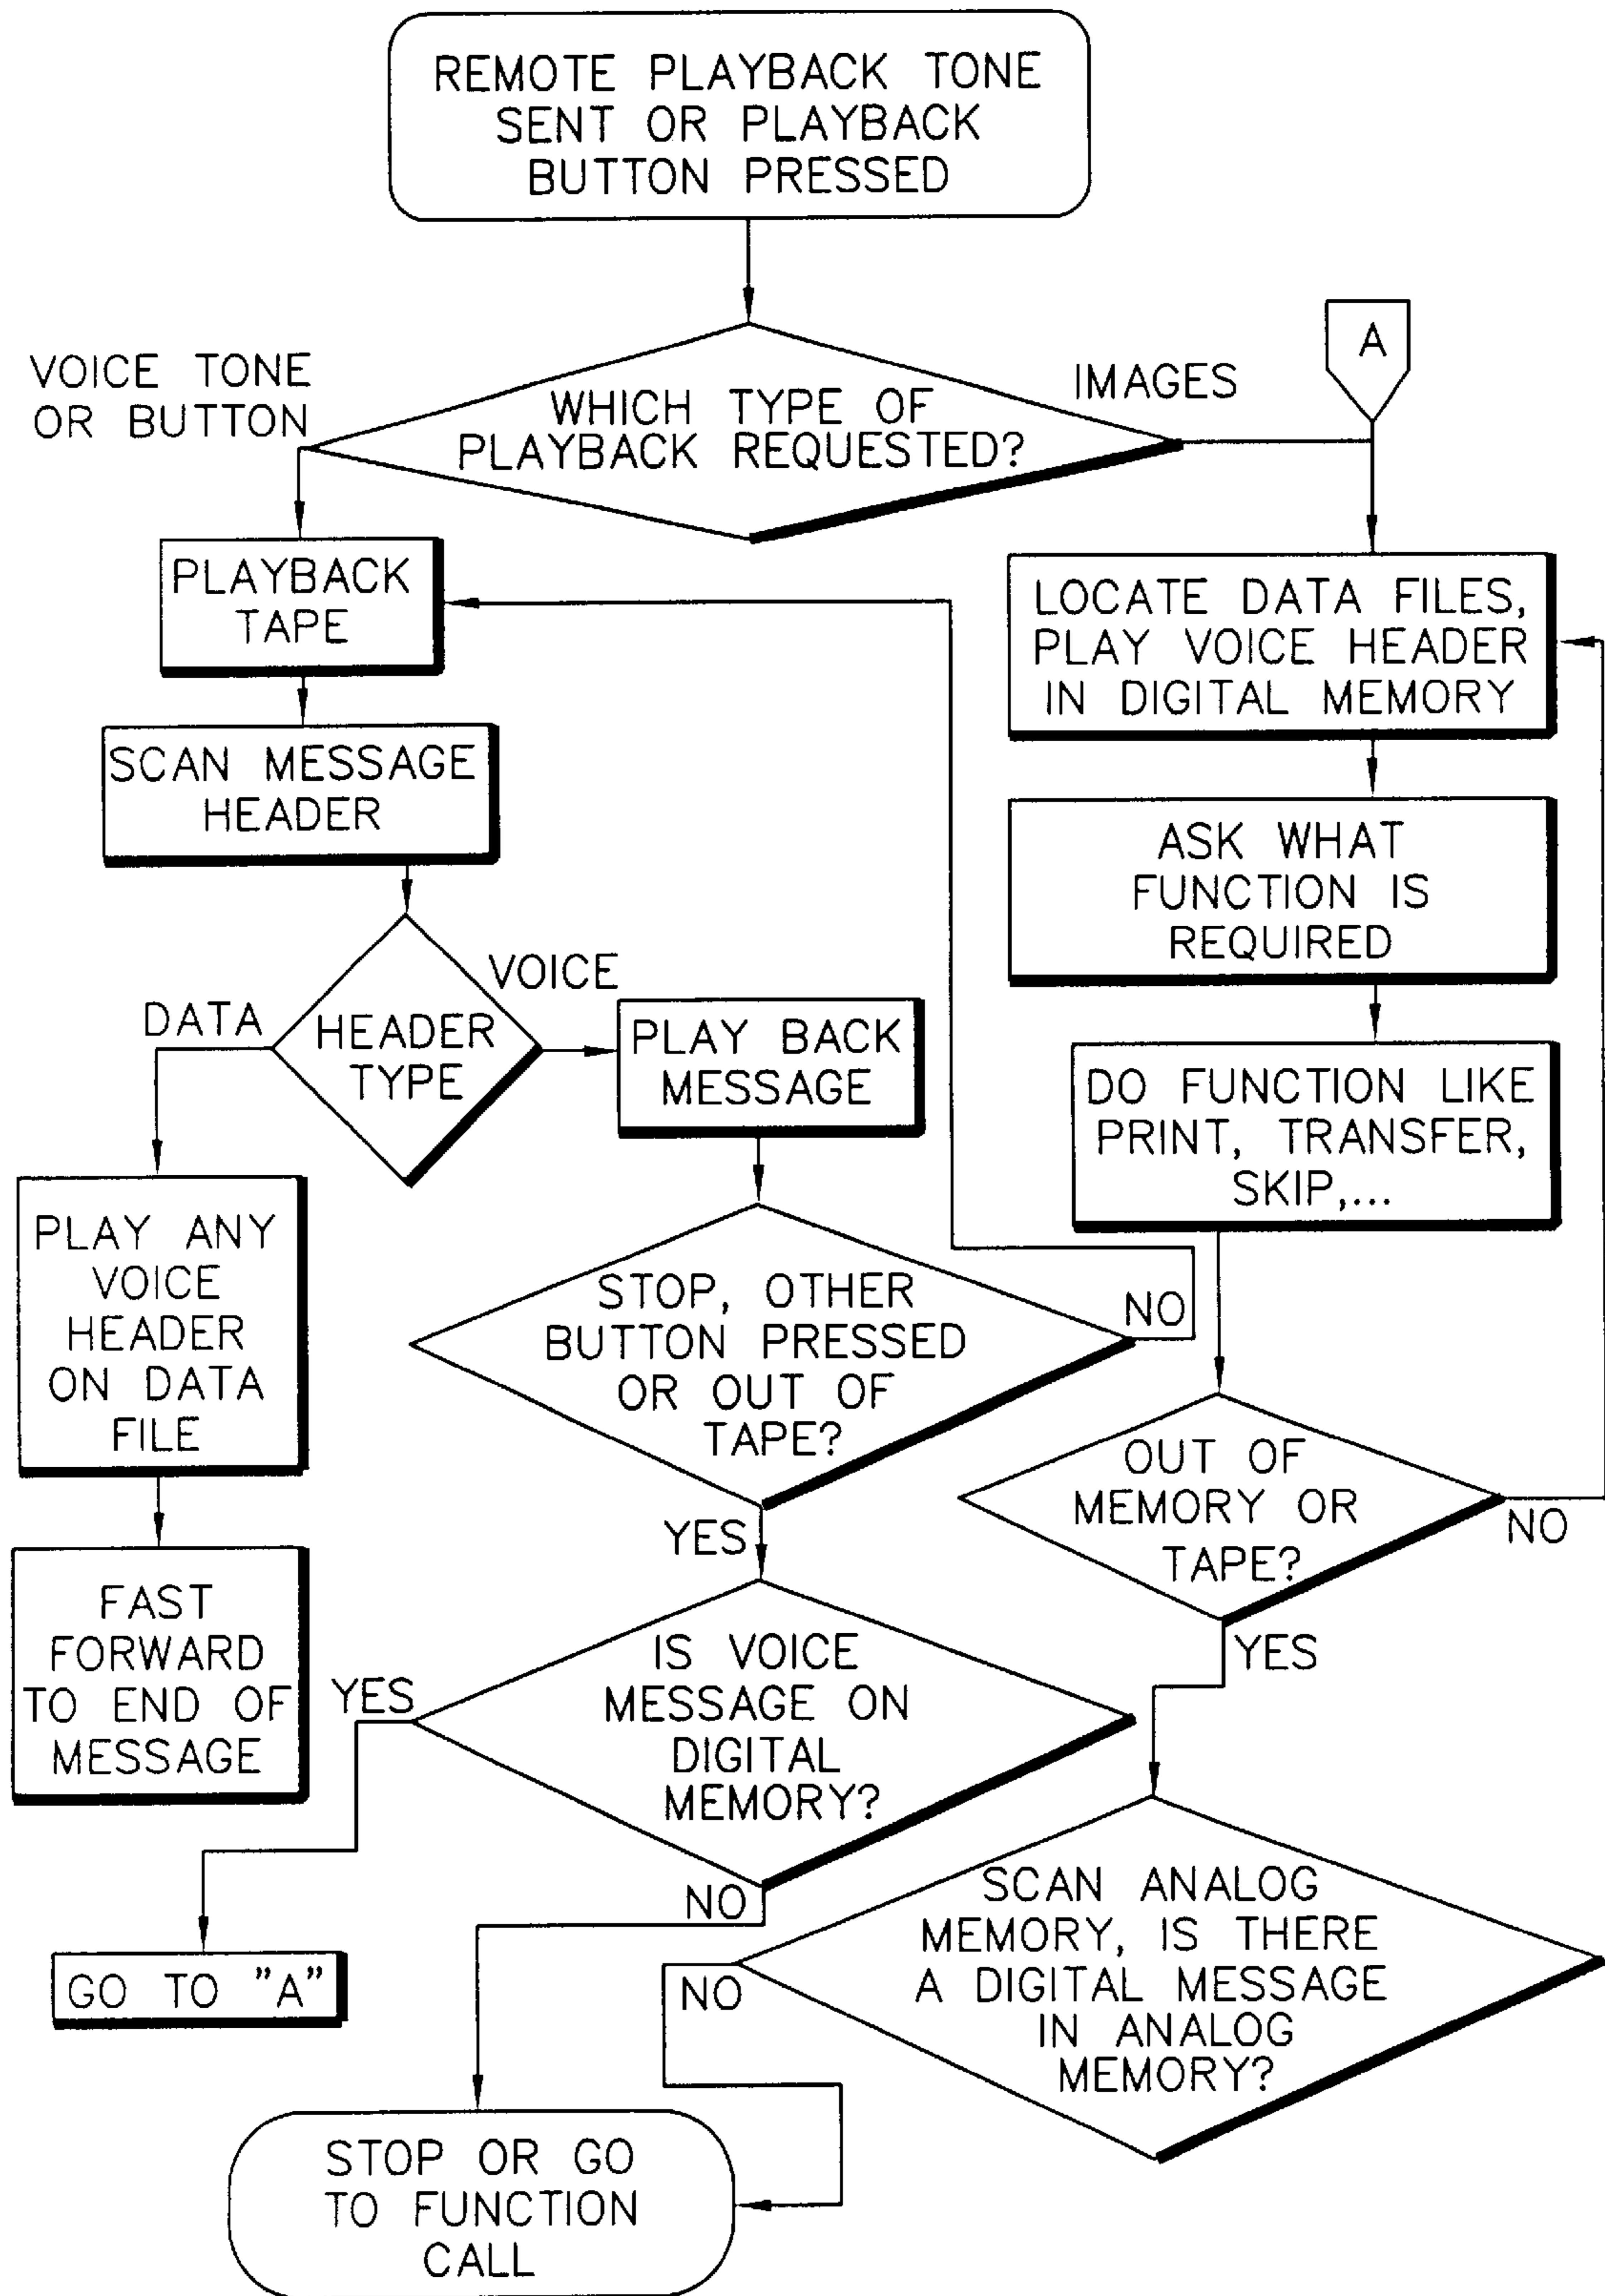 REMOTE PLAYBACK TONE
SENT OR PLAYBACK
BUTTON PRESSED
VOICE TONE
OR BUTTON
WHICH TYPE OF
PLAYBACK REQUESTED?
IMAGES
A
PLAYBACK
TAPE
LOCATE DATA FILES,
PLAY VOICE HEADER
IN DIGITAL MEMORY
SCAN MESSAGE
HEADER
ASK WHAT
FUNCTION IS
REQUIRED
DATA
HEADER
TYPE
VOICE
PLAY BACK
MESSAGE
DO FUNCTION LIKE
PRINT, TRANSFER,
SKIP,...
PLAY ANY
VOICE
HEADER
ON DATA
FILE
STOP, OTHER
BUTTON PRESSED
OR OUT OF
TAPE?
NO
YES
OUT OF
MEMORY OR
TAPE?
NO
YES
FAST
FORWARD
TO END OF
MESSAGE
YES
IS VOICE
MESSAGE ON
DIGITAL
MEMORY?
NO
GO TO "A"
SCAN ANALOG
MEMORY, IS THERE
A DIGITAL MESSAGE
IN ANALOG
MEMORY?
NO
STOP OR GO
TO FUNCTION
CALL